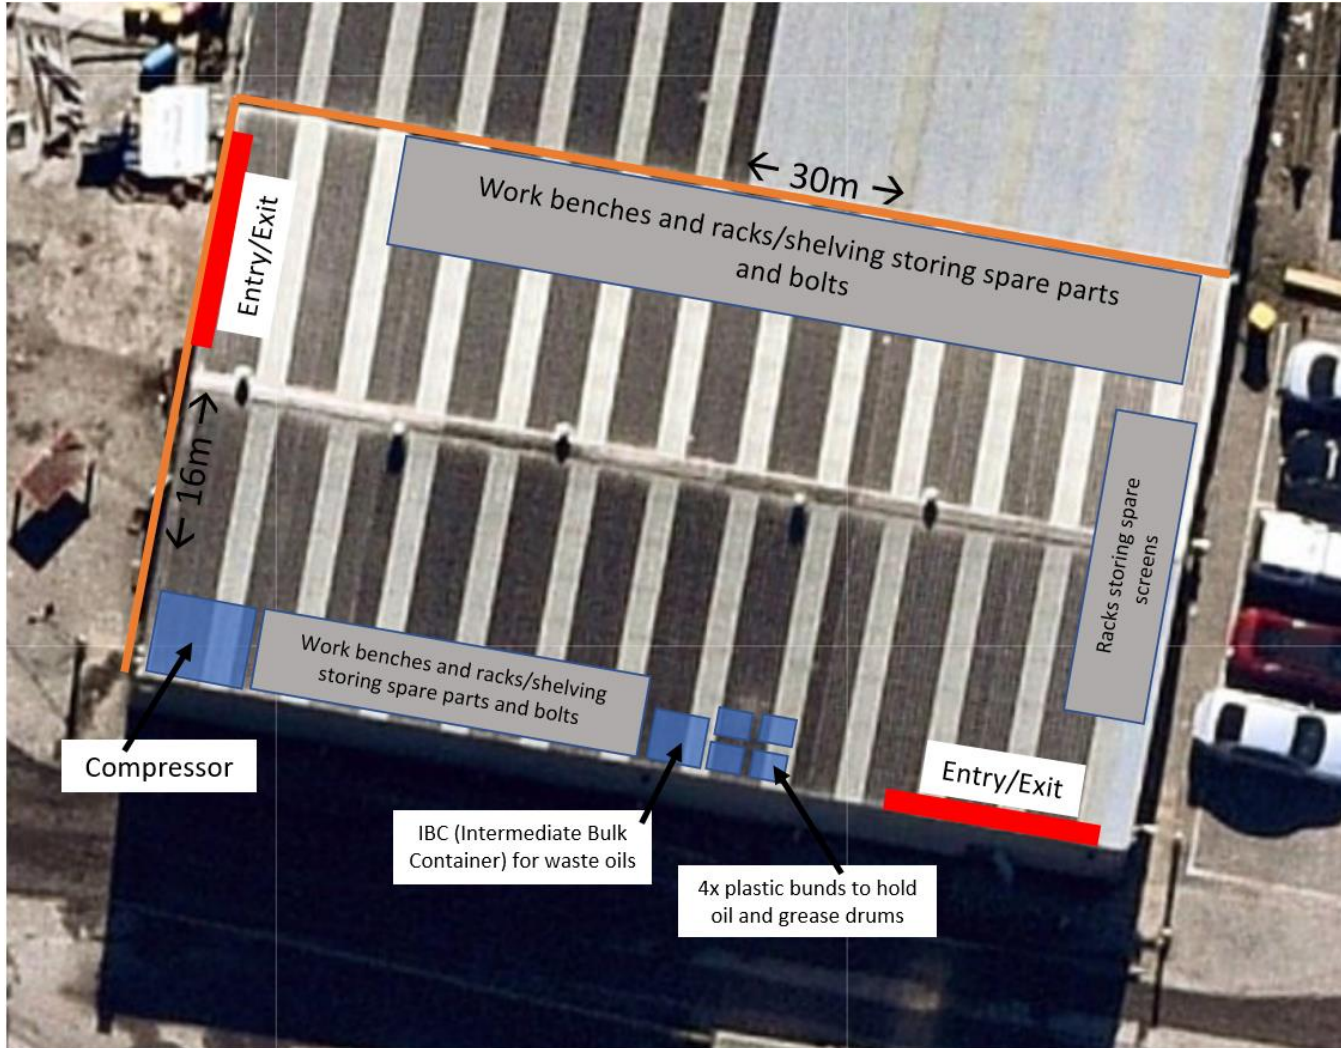 ← 30m →
Work benches and racks/shelving storing spare parts
and bolts
Entry/Exit
← 16m →
Racks storing spare
screens
Work benches and racks/shelving
storing spare parts and bolts
Compressor
Entry/Exit
IBC (Intermediate Bulk
Container) for waste oils
4x plastic bunds to hold
oil and grease drums